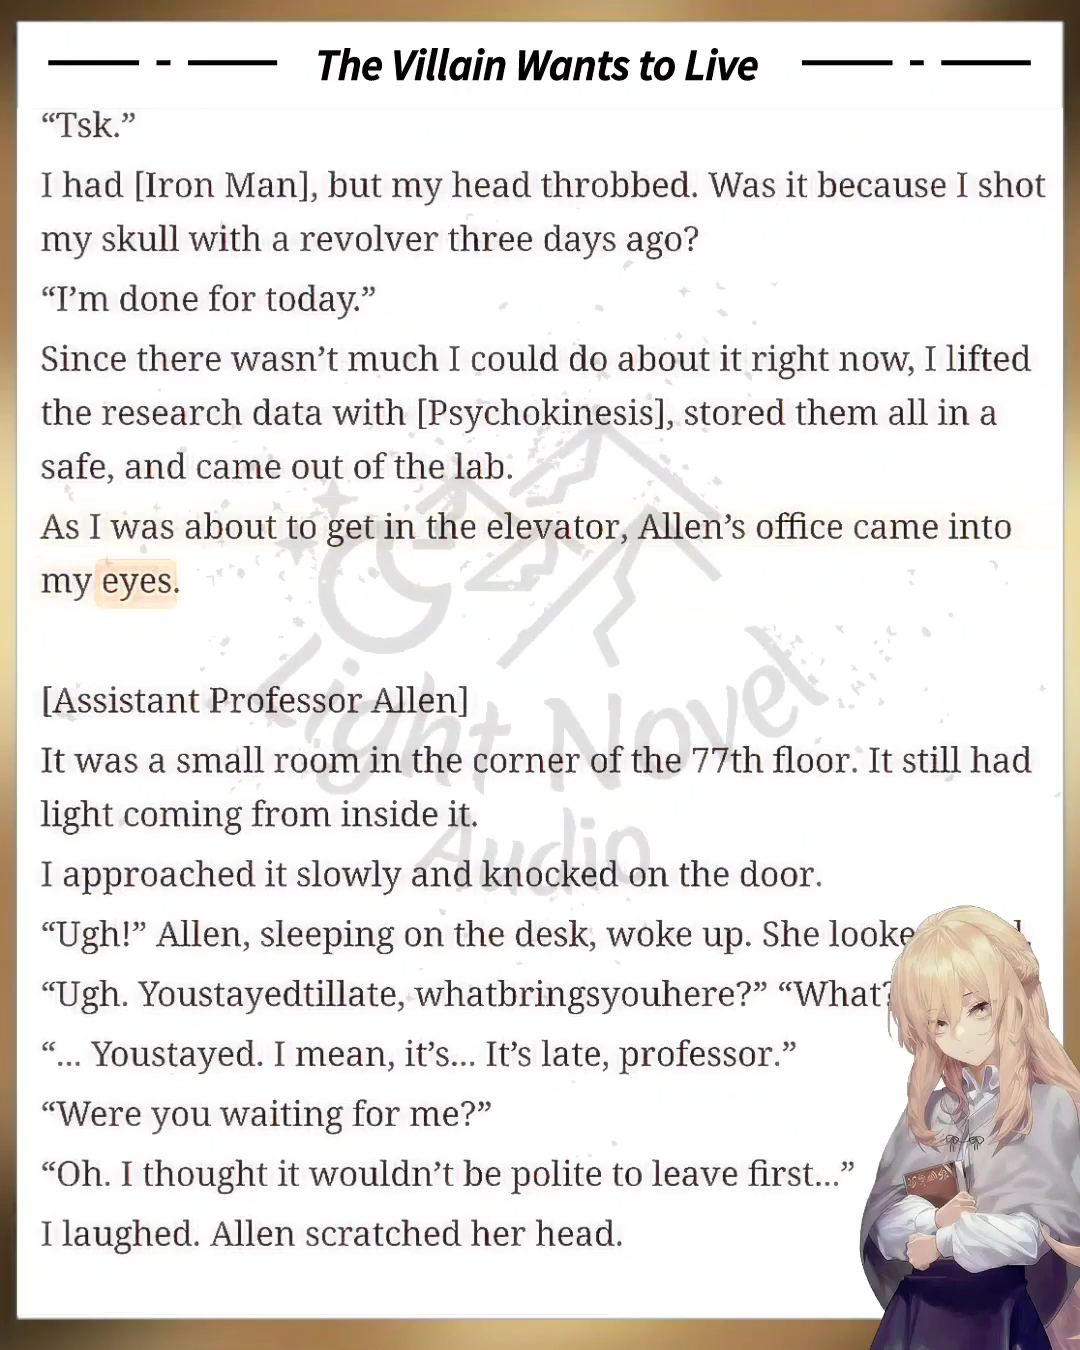 The Villain Wants to Live
“Tsk.”
I had [Iron Man], but my head throbbed. Was it because I shot
my skull with a revolver three days ago?
“I’m done for today.”
Since there wasn’t much I could do about it right now, I lifted
the research data with [Psychokinesis], stored them all in a
safe, and came out of the lab.
As I was about to get in the elevator, Allen’s office came into
my eyes.
[Assistant Professor Allen]
It was a small room in the corner of the 77th floor. It still had
light coming from inside it.
I approached it slowly and knocked on the door.
“Ugh!” Allen, sleeping on the desk, woke up. She looke
“Ugh. Youstayedtillate, whatbringsyouhere?” “What?
“... Youstayed. I mean, it’s... It’s late, professor.”
“Were you waiting for me?”
“Oh. I thought it wouldn’t be polite to leave first...”
I laughed. Allen scratched her head.
Light Novel
Audio